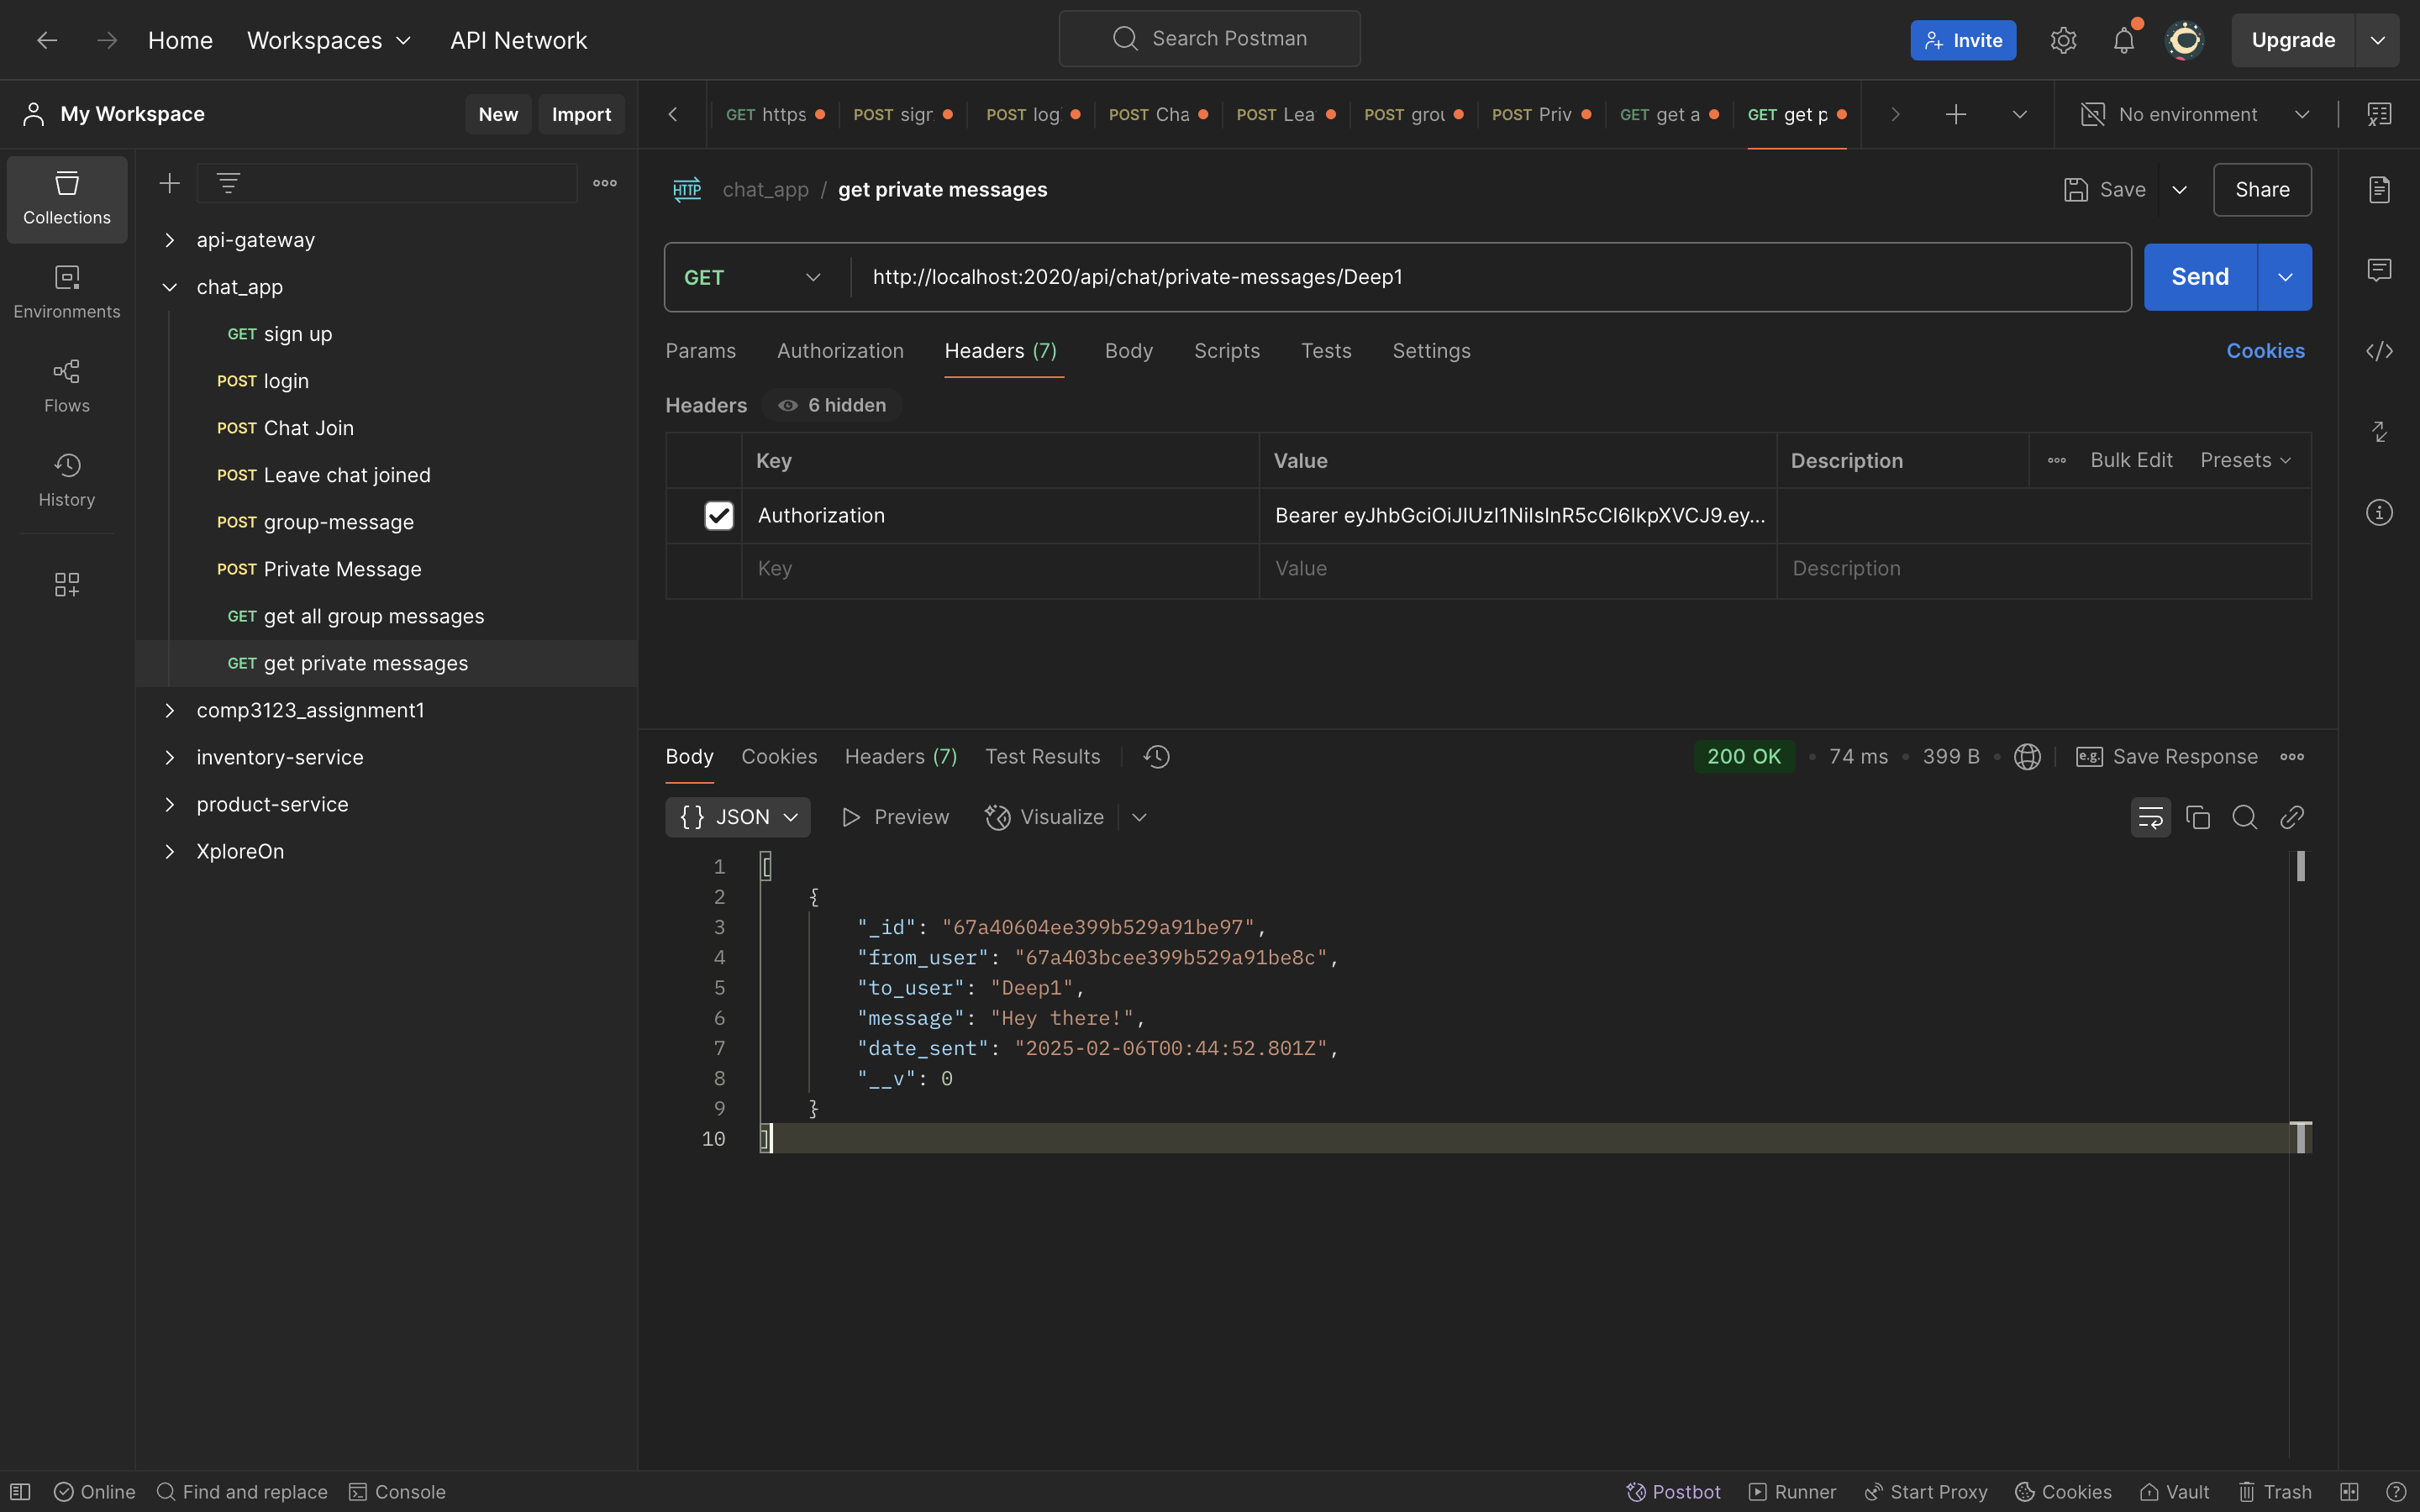 Home Workspaces API Network Search Postman Invite Upgrade
My Workspace New Import
GET https POST sigr POST log POST Cha POST Lea POST grou POST Priv GET get a GET get p No environment
Collections
Environments
Flows
History
api-gateway
chat_app
GET sign up
POST login
POST Chat Join
POST Leave chat joined
POST group-message
POST Private Message
GET get all group messages
GET get private messages
comp3123_assignment1
inventory-service
product-service
XploreOn
HTTP chat_app / get private messages Save Share
GET http://localhost:2020/api/chat/private-messages/Deep1 Send
Params Authorization Headers (7) Body Scripts Tests Settings Cookies
Headers 6 hidden
Key Value Description Bulk Edit Presets
Authorization Bearer eyJhbGciOiJIUzI1NiIsInR5cCI6IkpXVCJ9.ey...
Key Value Description
Body Cookies Headers (7) Test Results 200 OK • 74 ms • 399 B • e.g. Save Response
{} JSON Preview Visualize
1 [
2 {
3 "_id": "67a40604ee399b529a91be97",
4 "from_user": "67a403bcee399b529a91be8c",
5 "to_user": "Deep1",
6 "message": "Hey there!",
7 "date_sent": "2025-02-06T00:44:52.801Z",
8 "__v": 0
9 }
10 ]
Online Find and replace Console Postbot Runner Start Proxy Cookies Vault Trash